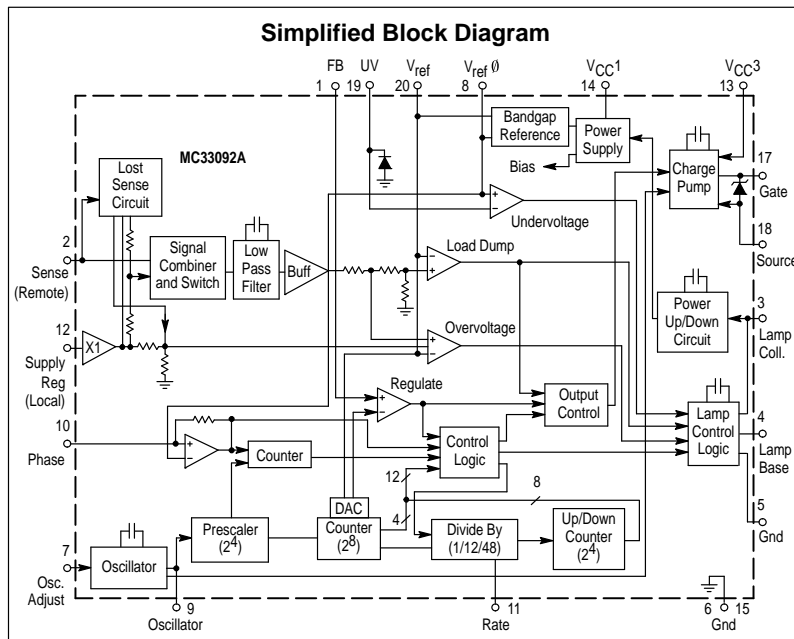 Simplified Block Diagram
FB
1
UV
19
Vref
20
Vref 0
8
VCC1
14
VCC3
13
MC33092A
Lost
Sense
Circuit
Bandgap
Reference
Bias
Power
Supply
Charge
Pump
17
Gate
18
Source
Undervoltage
2
Sense
(Remote)
Signal
Combiner
and Switch
Low
Pass
Filter
Buff
Load Dump
Power
Up/Down
Circuit
3
Lamp
Coll.
12
Supply
Reg
(Local)
X1
Overvoltage
Regulate
Output
Control
10
Phase
Counter
Control
Logic
Lamp
Control
Logic
4
Lamp
Base
12
8
4
DAC
5
Gnd
Prescaler
(24)
Counter
(28)
Divide By
(1/12/48)
Up/Down
Counter
(24)
7
Osc.
Adjust
Oscillator
9
Oscillator
11
Rate
6
15
Gnd